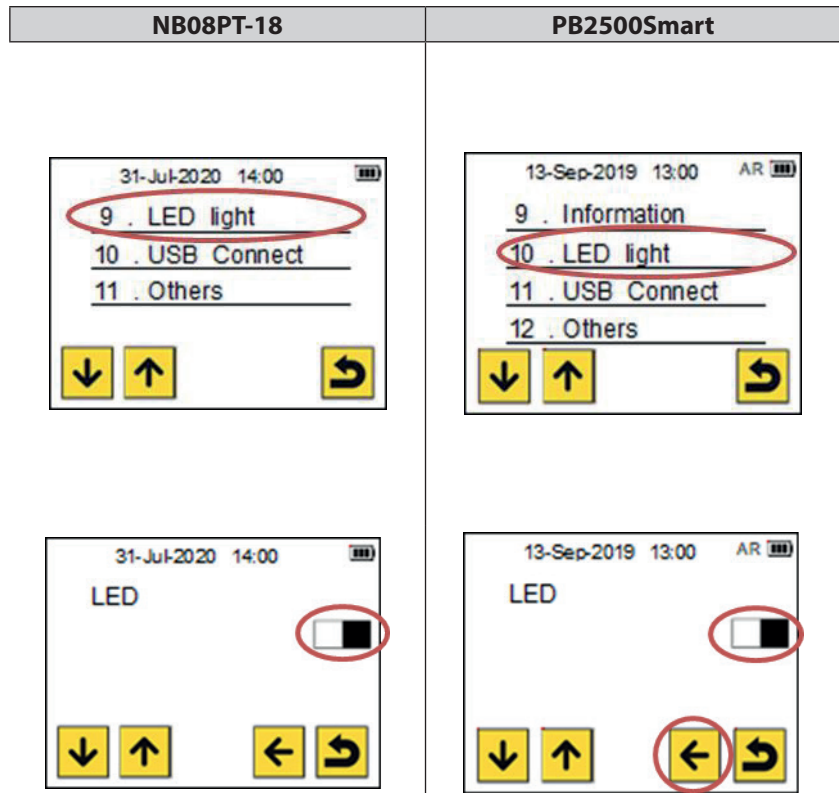 NB08PT-18
PB2500Smart
31-Jul-2020 14:00
9 . LED light
10 . USB Connect
11 . Others
13-Sep-2019 13:00 AR
9 . Information
10 . LED light
11 . USB Connect
12 . Others
31-Jul-2020 14:00
LED
13-Sep-2019 13:00 AR
LED